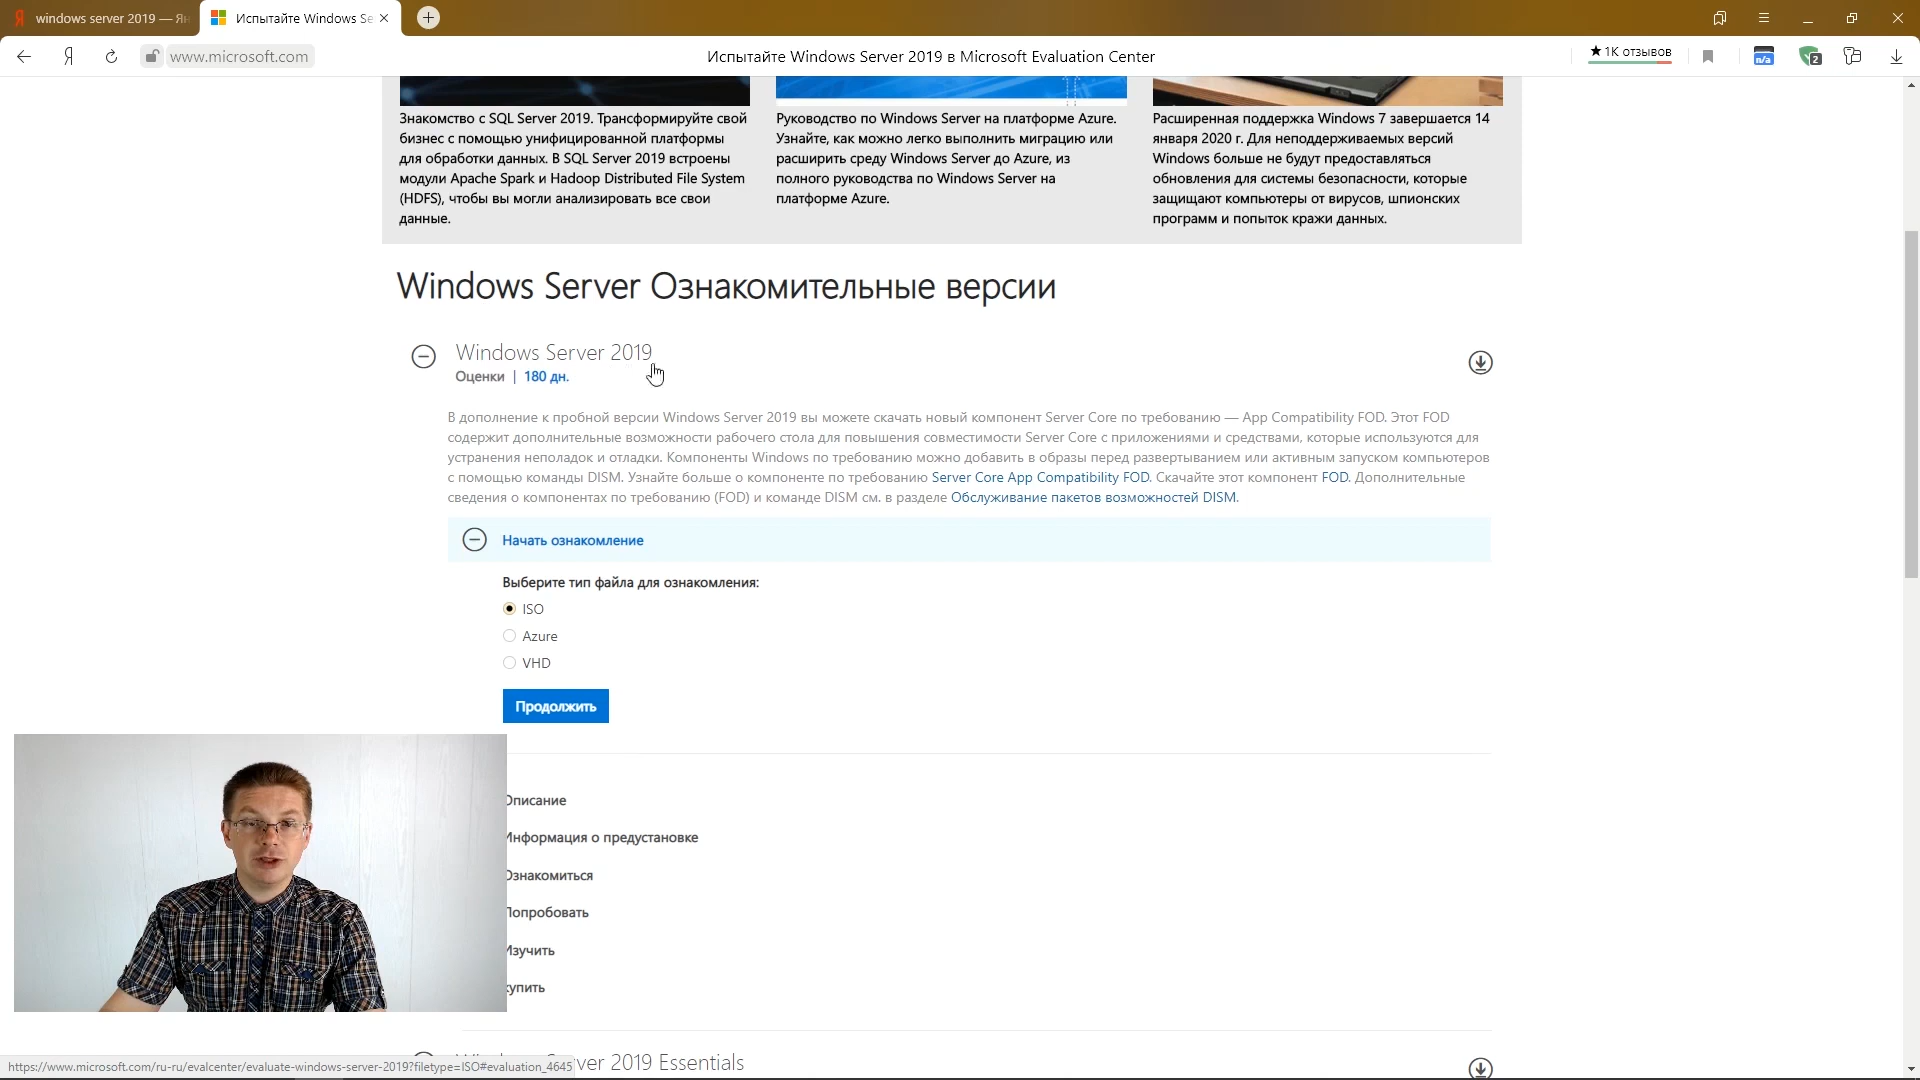 windows server 2019 — Ян
Испытайте Windows Se
www.microsoft.com
Испытайте Windows Server 2019 в Microsoft Evaluation Center
★1К отзывов
n/a
2
Знакомство с SQL Server 2019. Трансформируйте свой
бизнес с помощью унифицированной платформы
для обработки данных. В SQL Server 2019 встроены
модули Apache Spark и Hadoop Distributed File System
(HDFS), чтобы вы могли анализировать все свои
данные.
Руководство по Windows Server на платформе Azure.
Узнайте, как можно легко выполнить миграцию или
расширить среду Windows Server до Azure, из
полного руководства по Windows Server на
платформе Azure.
Расширенная поддержка Windows 7 завершается 14
января 2020 г. Для неподдерживаемых версий
Windows больше не будут предоставляться
обновления для системы безопасности, которые
защищают компьютеры от вирусов, шпионских
программ и попыток кражи данных.
Windows Server Ознакомительные версии
Windows Server 2019
Оценки | 180 дн.
В дополнение к пробной версии Windows Server 2019 вы можете скачать новый компонент Server Core по требованию — App Compatibility FOD. Этот FOD
содержит дополнительные возможности рабочего стола для повышения совместимости Server Core с приложениями и средствами, которые используются для
устранения неполадок и отладки. Компоненты Windows по требованию можно добавить в образы перед развертыванием или активным запуском компьютеров
с помощью команды DISM. Узнайте больше о компоненте по требованию Server Core App Compatibility FOD. Скачайте этот компонент FOD. Дополнительные
сведения о компонентах по требованию (FOD) и команде DISM см. в разделе Обслуживание пакетов возможностей DISM.
Начать ознакомление
Выберите тип файла для ознакомления:
ISO
Azure
VHD
Продолжить
Описание
Информация о предустановке
Ознакомиться
Попробовать
Изучить
купить
ver 2019 Essentials
https://www.microsoft.com/ru-ru/evalcenter/evaluate-windows-server-2019?filetype=ISO#evaluation_4645